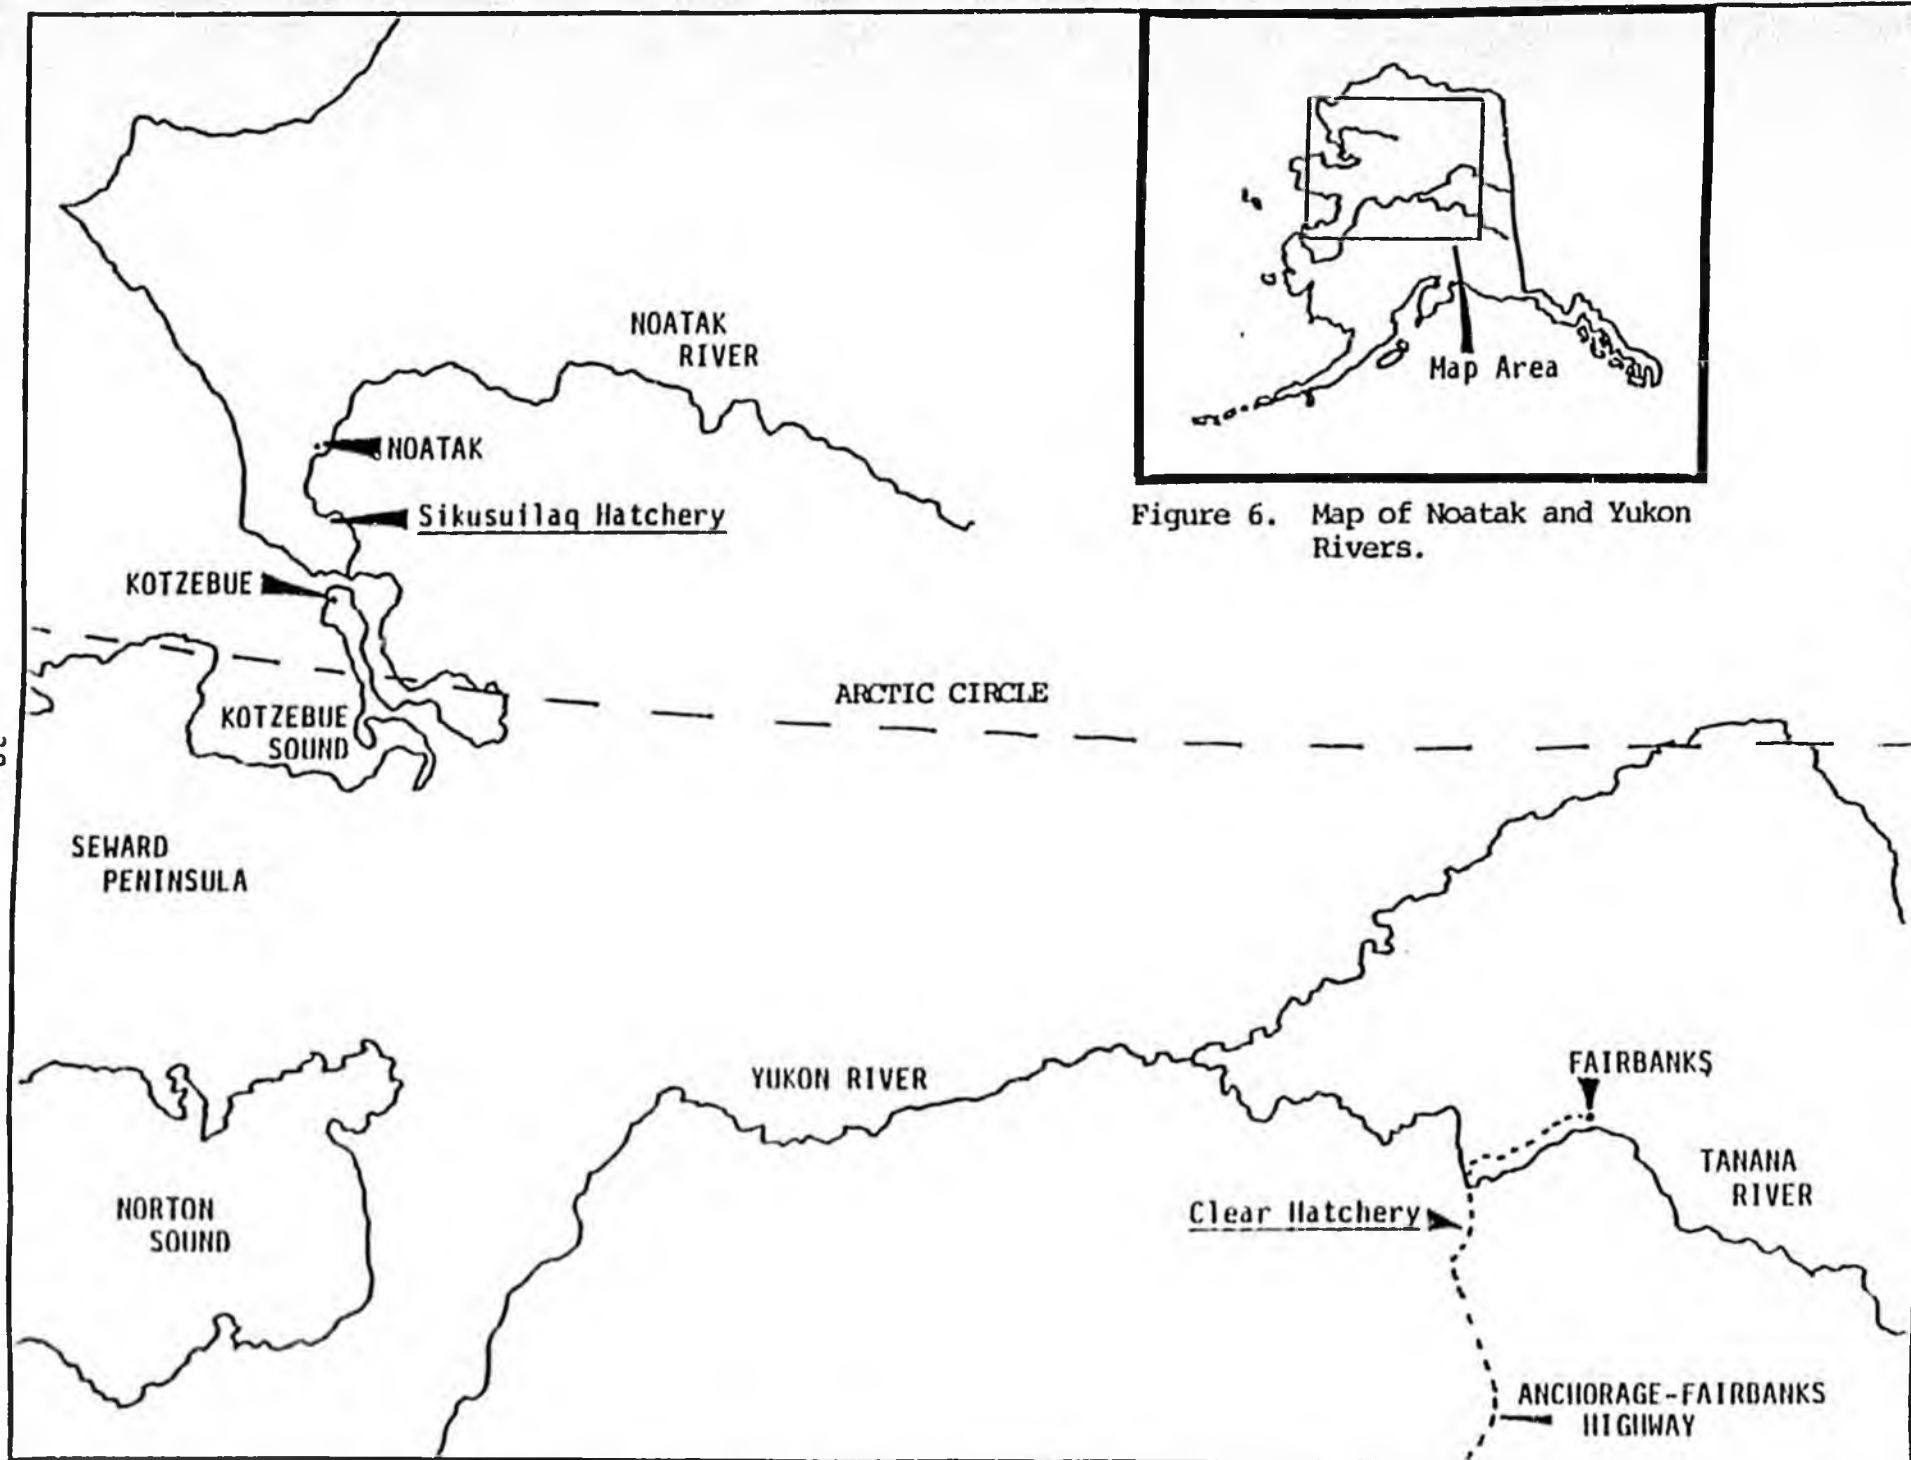 Map Area
Figure 6. Map of Noatak and Yukon
Rivers.
NOATAK
RIVER
NOATAK
Sikusuilaq Hatchery
KOTZEBUE
ARCTIC CIRCLE
KOTZEBUE
SOUND
SEWARD
PENINSULA
YUKON RIVER
FAIRBANKS
TANANA
RIVER
NORTON
SOUND
Clear Hatchery
ANCHORAGE-FAIRBANKS
HIGHWAY